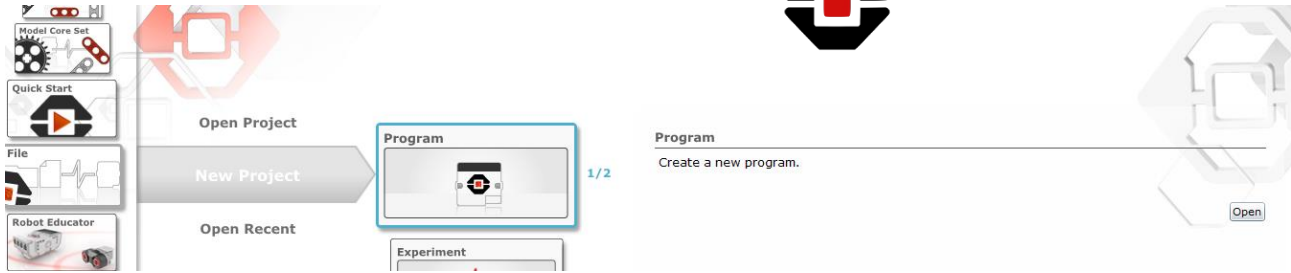 Model Core Set
Quick Start
File
Robot Educator
Open Project
New Project
Open Recent
Program
1/2
Experiment
Program
Create a new program.
Open